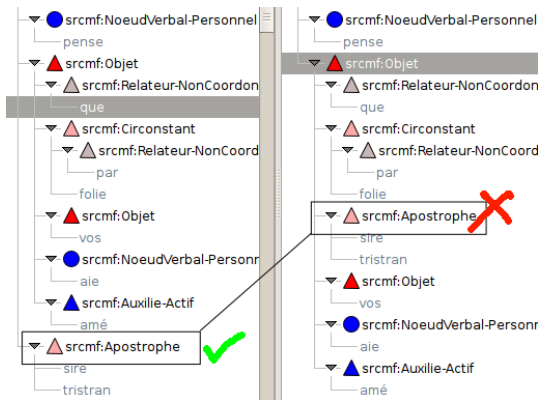 srcmf:NoeudVerbal-Personnel
pense
srcmf:Objet
srcmf:Relateur-NonCoordon
que
srcmf:Circonstant
srcmf:Relateur-NonCoord
par
folie
srcmf:Objet
vos
srcmf:NoeudVerbal-Personr
aie
srcmf:Auxilie-Actif
amé
srcmf:Apostrophe
sire
tristran
srcmf:NoeudVerbal-Personnel
pense
srcmf:Objet
srcmf:Relateur-NonCoordon
que
srcmf:Circonstant
srcmf:Relateur-NonCoord
par
folie
srcmf:Apostrophe
sire
tristran
srcmf:Objet
vos
srcmf:NoeudVerbal-Personr
aie
srcmf:Auxilie-Actif
amé